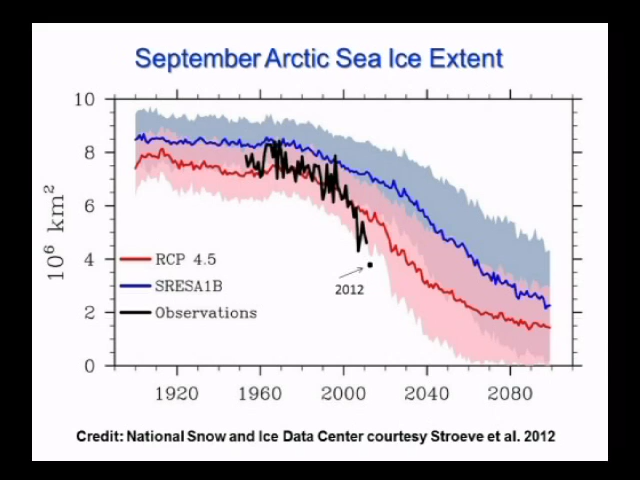 September Arctic Sea Ice Extent
10
8
6
4
2
0
10⁶ km²
RCP 4.5
SRESA1B
Observations
2012
1920 1960 2000 2040 2080
Credit: National Snow and Ice Data Center courtesy Stroeve et al. 2012